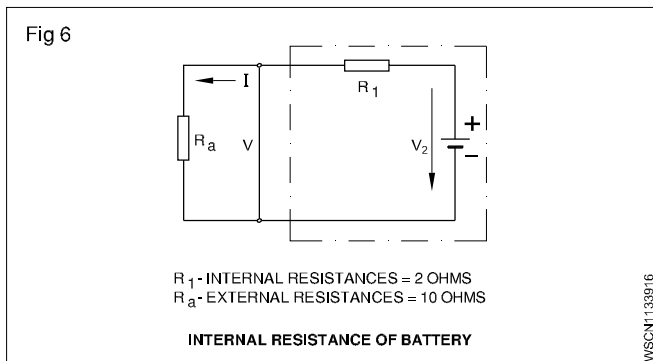 Fig 6
I
R1
Ra
V
V2
+
–
R1 - INTERNAL RESISTANCES = 2 OHMS
Ra - EXTERNAL RESISTANCES = 10 OHMS
INTERNAL RESISTANCE OF BATTERY
WSCN1133916